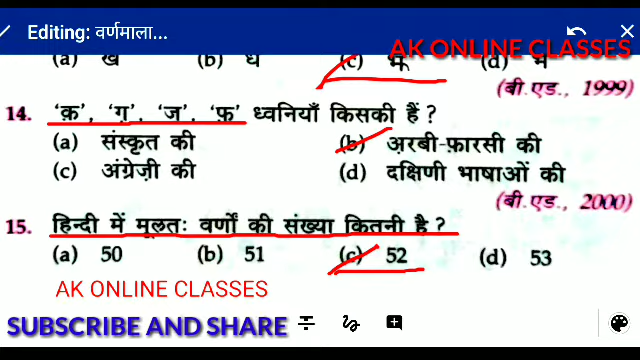 Editing: वर्णमाला...
AK ONLINE CLASSES
(a) ख (b) ध (c) झ (d) न
(बी.एड., 1999)
14. ‘क़’, ‘ग़’, ‘ज’, ‘फ़’ ध्वनियाँ किसकी हैं ?
(a) संस्कृत की (b) अ़रबी-फ़ारसी की
(c) अंग्रेज़ी की (d) दक्षिणी भाषाओं की
(बी.एड., 2000)
15. हिन्दी में मूलतः वर्णों की संख्या कितनी है ?
(a) 50 (b) 51 (c) 52 (d) 53
AK ONLINE CLASSES
SUBSCRIBE AND SHARE